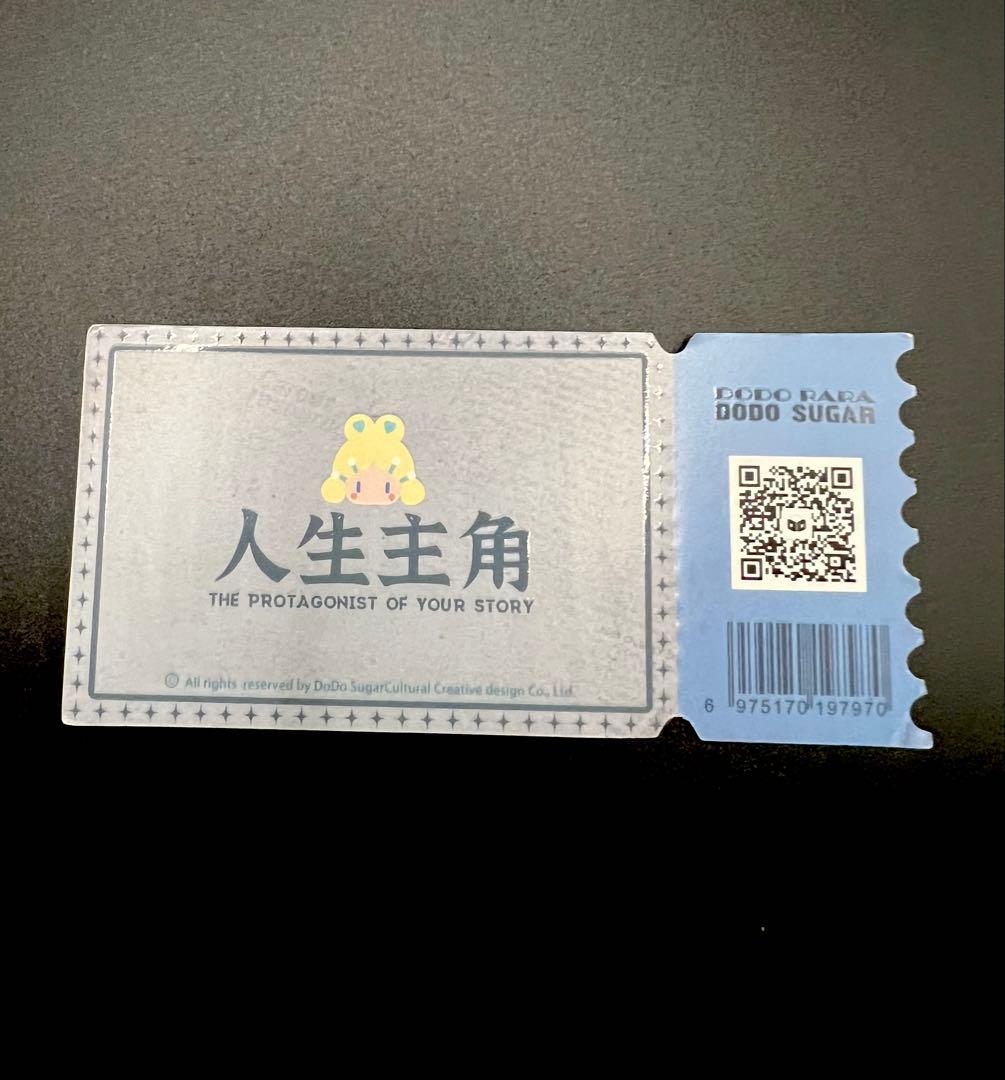 人生主角
THE PROTAGONIST OF YOUR STORY
© All rights reserved by DoDo SugarCultural Creative design Co., Ltd.
DODO RARA
DODO SUGAR
6 975170 197970